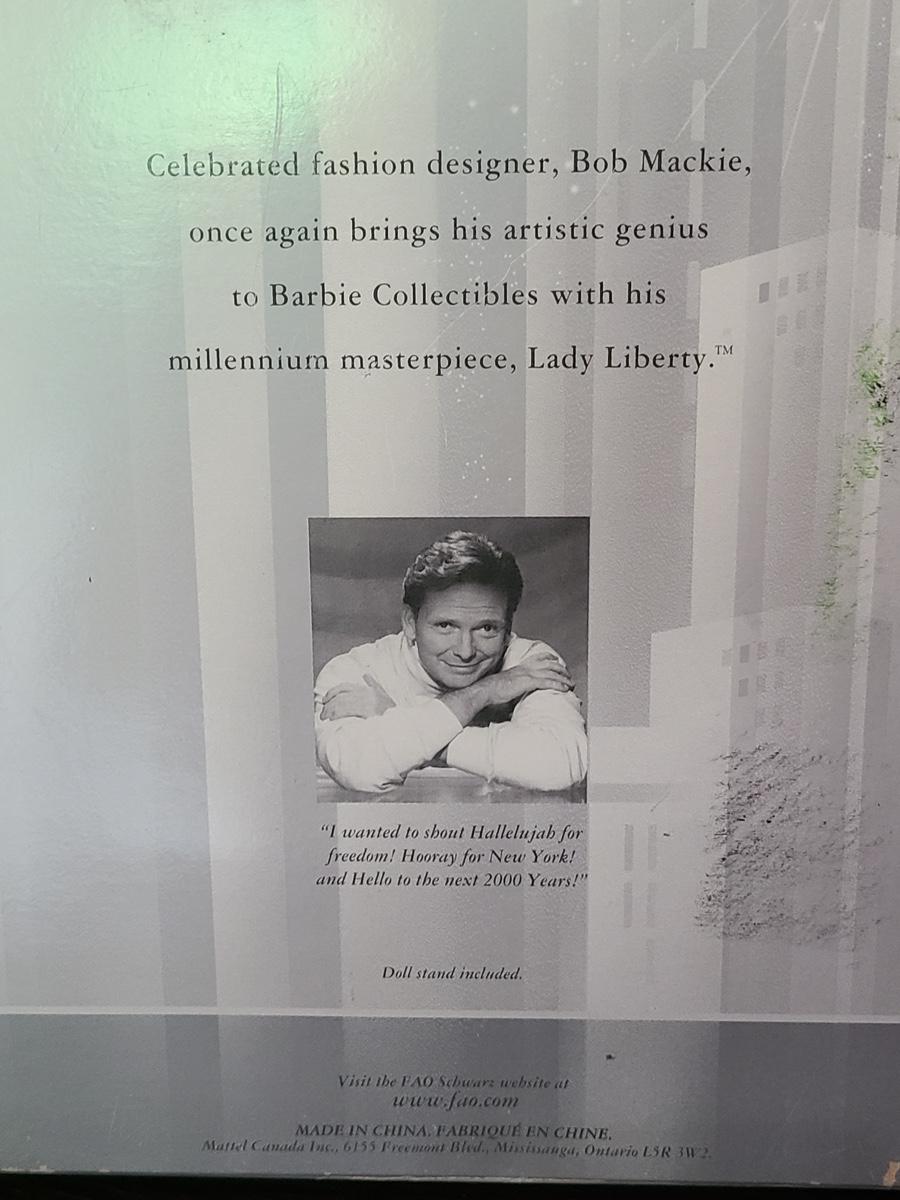 Celebrated fashion designer, Bob Mackie,
once again brings his artistic genius
to Barbie Collectibles with his
millennium masterpiece, Lady Liberty.™
“I wanted to shout Hallelujah for
freedom! Hooray for New York!
and Hello to the next 2000 Years!”
Doll stand included.
Visit the FAO Schwarz website at
www.fao.com
MADE IN CHINA. FABRIQUÉ EN CHINE.
Mattel Canada Inc., 6155 Freemont Blvd., Mississauga, Ontario L5R 3W2.